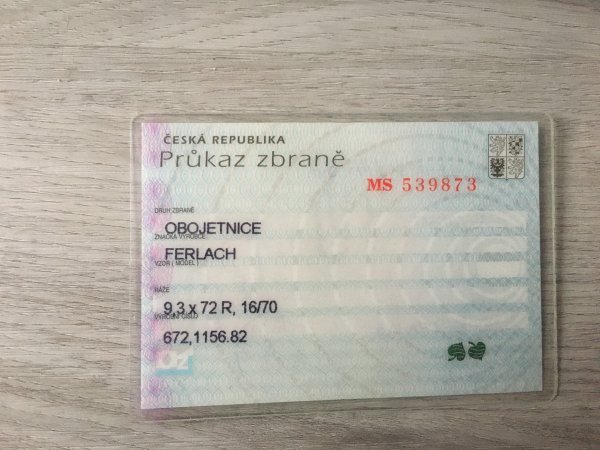 ČESKÁ REPUBLIKA
Průkaz zbraně
MS 539873
DRUH ZBRANĚ
OBOJETNICE
ZNAČKA VÝROBCE
FERLACH
VZOR ( MODEL )
RÁŽE
9,3 x 72 R, 16/70
VÝROBNÍ ČÍSLO
672,1156.82